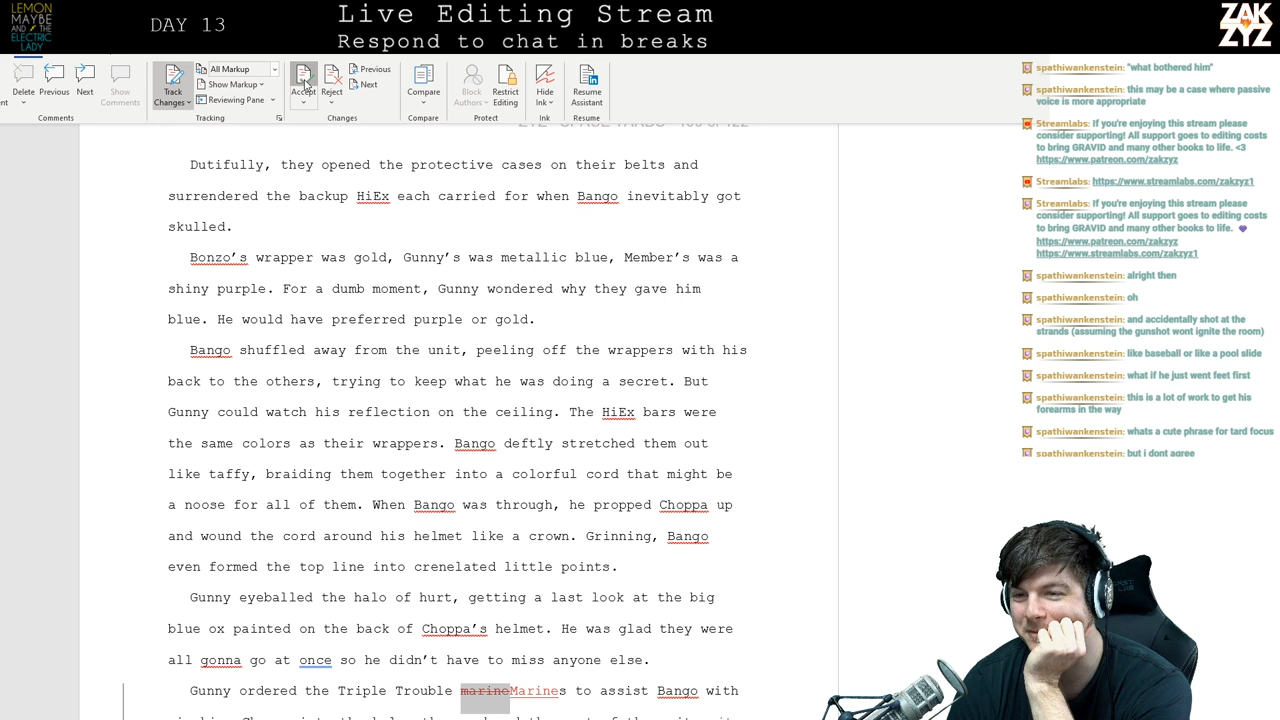 LEMON
MAYBE
AND THE
ELECTRIC
LADY
DAY 13
Live Editing Stream
Respond to chat in breaks
ZAK
ZYZ
Delete
Previous
Next
Show
Comments
Comments
Track
Changes
All Markup
Show Markup
Reviewing Pane
Tracking
Accept
Reject
Previous
Next
Changes
Compare
Compare
Block
Authors
Restrict
Editing
Protect
Hide
Ink
Ink
Resume
Assistant
Resume
Dutifully, they opened the protective cases on their belts and
surrendered the backup HiEx each carried for when Bango inevitably got
skulled.
Bonzo’s wrapper was gold, Gunny’s was metallic blue, Member’s was a
shiny purple. For a dumb moment, Gunny wondered why they gave him
blue. He would have preferred purple or gold.
Bango shuffled away from the unit, peeling off the wrappers with his
back to the others, trying to keep what he was doing a secret. But
Gunny could watch his reflection on the ceiling. The HiEx bars were
the same colors as their wrappers. Bango deftly stretched them out
like taffy, braiding them together into a colorful cord that might be
a noose for all of them. When Bango was through, he propped Choppa up
and wound the cord around his helmet like a crown. Grinning, Bango
even formed the top line into crenelated little points.
Gunny eyeballed the halo of hurt, getting a last look at the big
blue ox painted on the back of Choppa’s helmet. He was glad they were
all gonna go at once so he didn’t have to miss anyone else.
Gunny ordered the Triple Trouble marineMarines to assist Bango with
spathiwankenstein: "what bothered him"
spathiwankenstein: this may be a case where passive
voice is more appropriate
Streamlabs: If you're enjoying this stream please
consider supporting! All support goes to editing costs
to bring GRAVID and many other books to life. <3
https://www.patreon.com/zakzyz
Streamlabs: https://www.streamlabs.com/zakzyz1
Streamlabs: If you're enjoying this stream please
consider supporting! All support goes to editing costs
to bring GRAVID and many other books to life. 💜
https://www.patreon.com/zakzyz
https://www.streamlabs.com/zakzyz1
spathiwankenstein: alright then
spathiwankenstein: oh
spathiwankenstein: and accidentally shot at the
strands (assuming the gunshot wont ignite the room)
spathiwankenstein: like baseball or like a pool slide
spathiwankenstein: what if he just went feet first
spathiwankenstein: this is a lot of work to get his
forearms in the way
spathiwankenstein: whats a cute phrase for tard focus
spathiwankenstein: but i dont agree